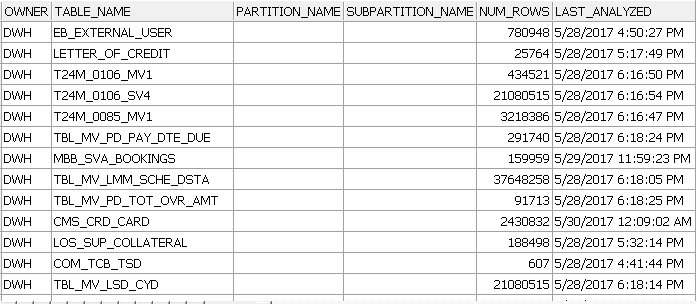 OWNER TABLE_NAME PARTITION_NAME SUBPARTITION_NAME NUM_ROWS LAST_ANALYZED
DWH EB_EXTERNAL_USER 780948 5/28/2017 4:50:27 PM
DWH LETTER_OF_CREDIT 25764 5/28/2017 5:17:49 PM
DWH T24M_0106_MV1 434521 5/28/2017 6:16:50 PM
DWH T24M_0106_SV4 21080515 5/28/2017 6:16:54 PM
DWH T24M_0085_MV1 3218386 5/28/2017 6:16:47 PM
DWH TBL_MV_PD_PAY_DTE_DUE 291740 5/28/2017 6:18:24 PM
DWH MBB_SVA_BOOKINGS 159959 5/29/2017 11:59:23 PM
DWH TBL_MV_LMM_SCHE_DSTA 37648258 5/28/2017 6:18:05 PM
DWH TBL_MV_PD_TOT_OVR_AMT 91713 5/28/2017 6:18:25 PM
DWH CMS_CRD_CARD 2430832 5/30/2017 12:09:02 AM
DWH LOS_SUP_COLLATERAL 188498 5/28/2017 5:32:14 PM
DWH COM_TCB_TSD 607 5/28/2017 4:41:44 PM
DWH TBL_MV_LSD_CYD 21080515 5/28/2017 6:18:14 PM